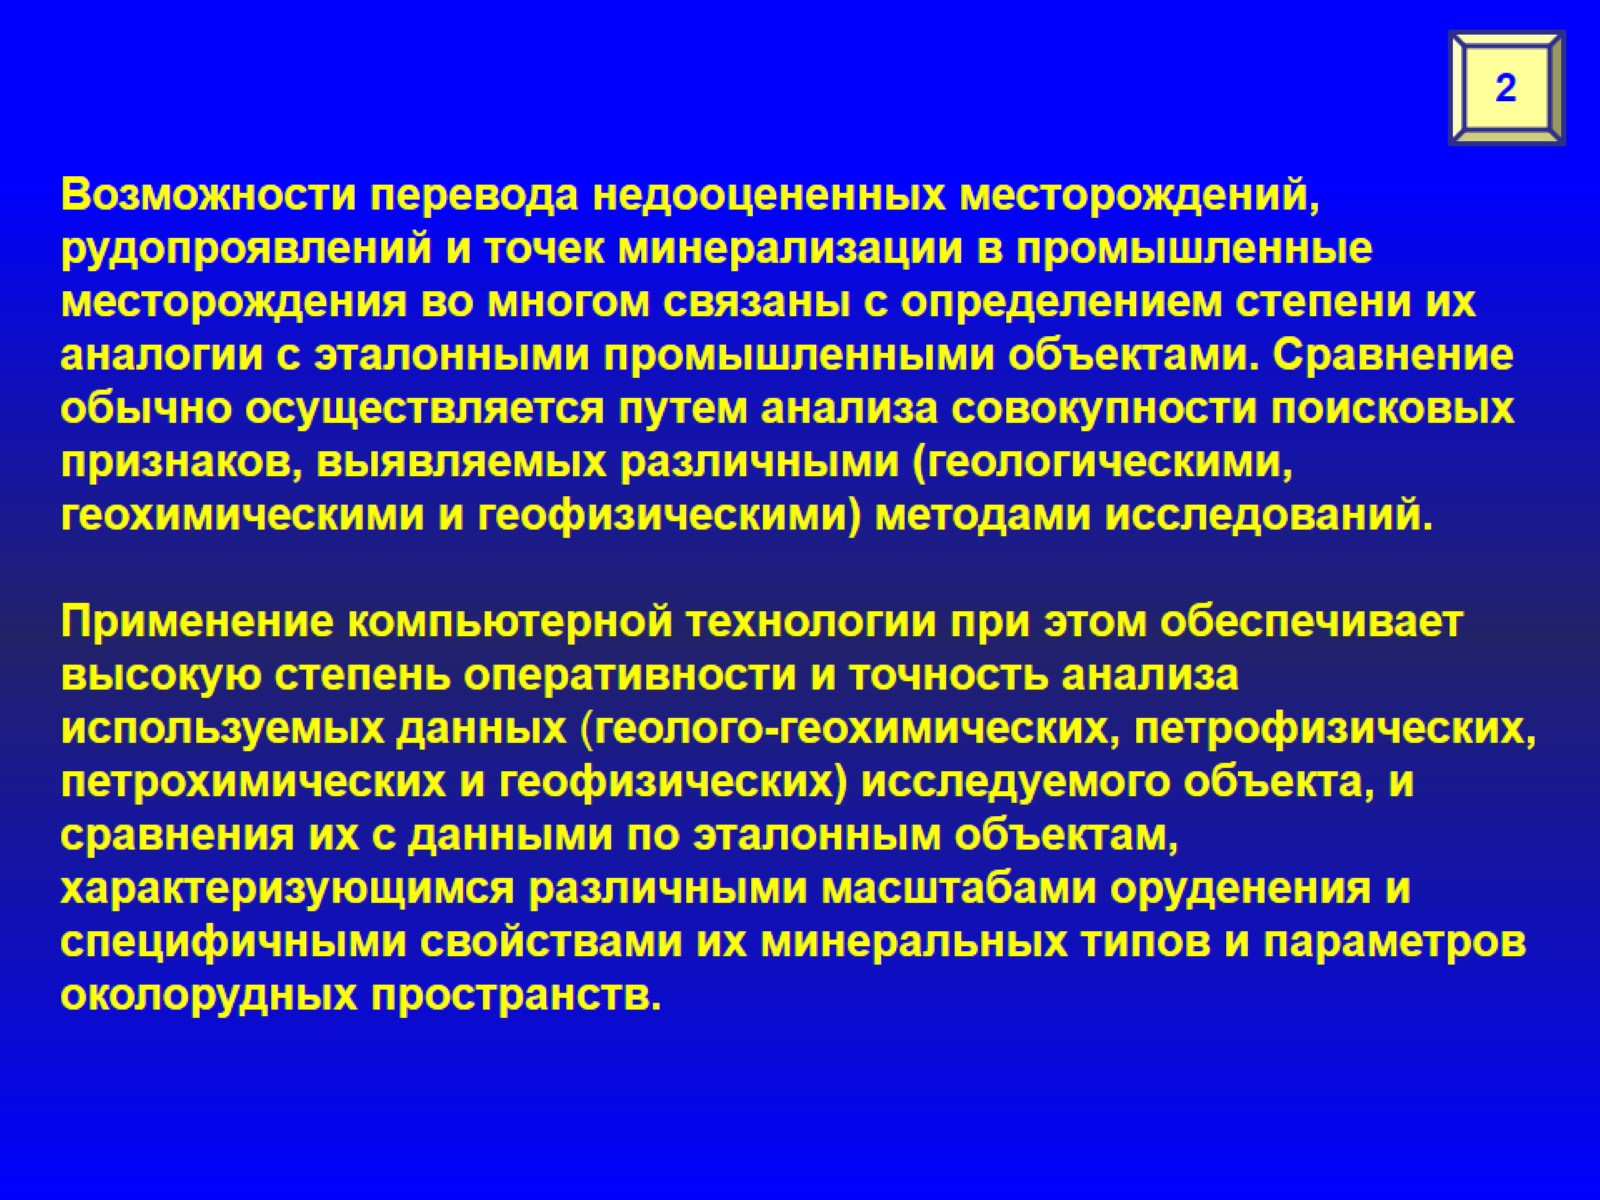 2
Возможности перевода недооцененных месторождений,
рудопроявлений и точек минерализации в промышленные
месторождения во многом связаны с определением степени их
аналогии с эталонными промышленными объектами. Сравнение
обычно осуществляется путем анализа совокупности поисковых
признаков, выявляемых различными (геологическими,
геохимическими и геофизическими) методами исследований.
Применение компьютерной технологии при этом обеспечивает
высокую степень оперативности и точность анализа
используемых данных (геолого-геохимических, петрофизических,
петрохимических и геофизических) исследуемого объекта, и
сравнения их с данными по эталонным объектам,
характеризующимся различными масштабами оруденения и
специфичными свойствами их минеральных типов и параметров
околорудных пространств.